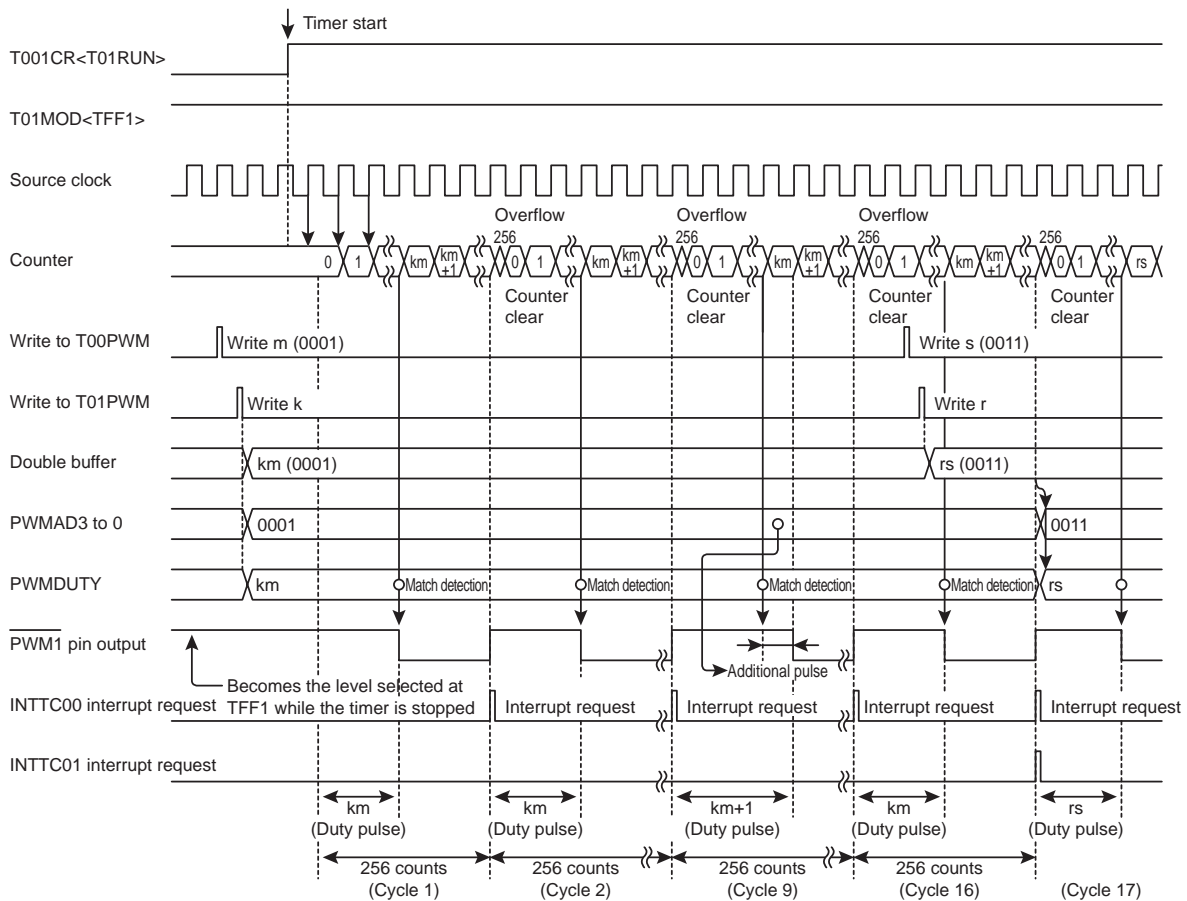 Timer start
T001CR<T01RUN>
T01MOD<TFF1>
Source clock
Overflow Overflow Overflow
256 256 256 256
Counter 0 1 km km+1 0 1 km km+1 0 1 km km+1 0 1 km km+1 0 1 rs
Counter clear Counter clear Counter clear Counter clear
Write to T00PWM Write m (0001) Write s (0011)
Write to T01PWM Write k Write r
Double buffer km (0001) rs (0011)
PWMAD3 to 0 0001 0011
PWMDUTY km Match detection Match detection Match detection Match detection rs
PWM1 pin output
Additional pulse
Becomes the level selected at
TFF1 while the timer is stopped
INTTC00 interrupt request Interrupt request Interrupt request Interrupt request Interrupt request
INTTC01 interrupt request
km km km+1 km rs
(Duty pulse) (Duty pulse) (Duty pulse) (Duty pulse) (Duty pulse)
256 counts 256 counts 256 counts 256 counts
(Cycle 1) (Cycle 2) (Cycle 9) (Cycle 16) (Cycle 17)